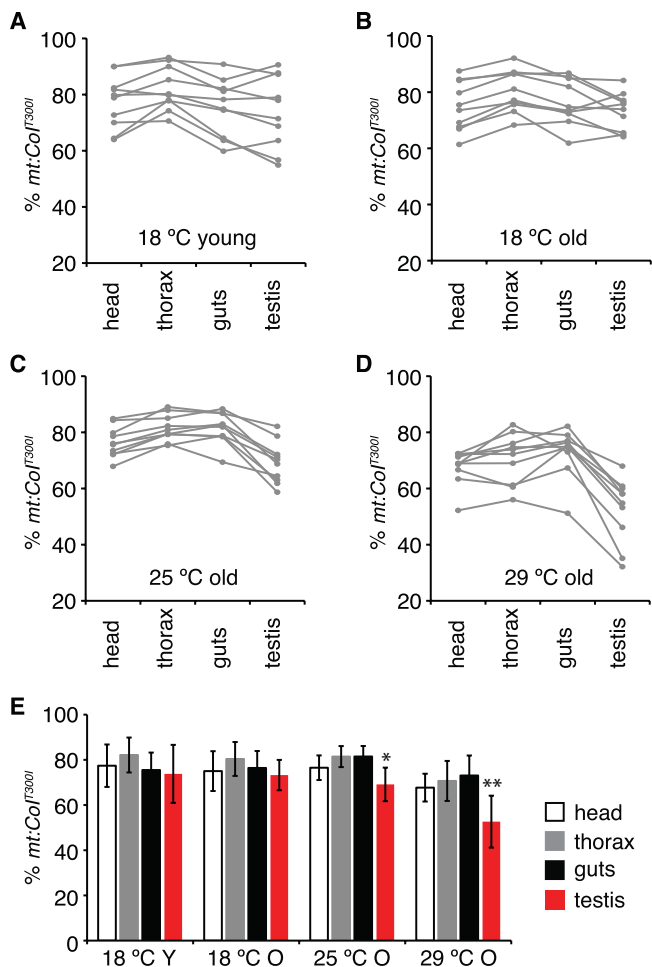 A
% mt:CoI^T300I
100
80
60
40
20
18 ºC young
head
thorax
guts
testis
B
% mt:CoI^T300I
100
80
60
40
20
18 ºC old
head
thorax
guts
testis
C
% mt:CoI^T300I
100
80
60
40
20
25 ºC old
head
thorax
guts
testis
D
% mt:CoI^T300I
100
80
60
40
20
29 ºC old
head
thorax
guts
testis
E
% mt:CoI^T300I
100
80
60
40
20
0
*
**
18 ºC Y
18 ºC O
25 ºC O
29 ºC O
head
thorax
guts
testis